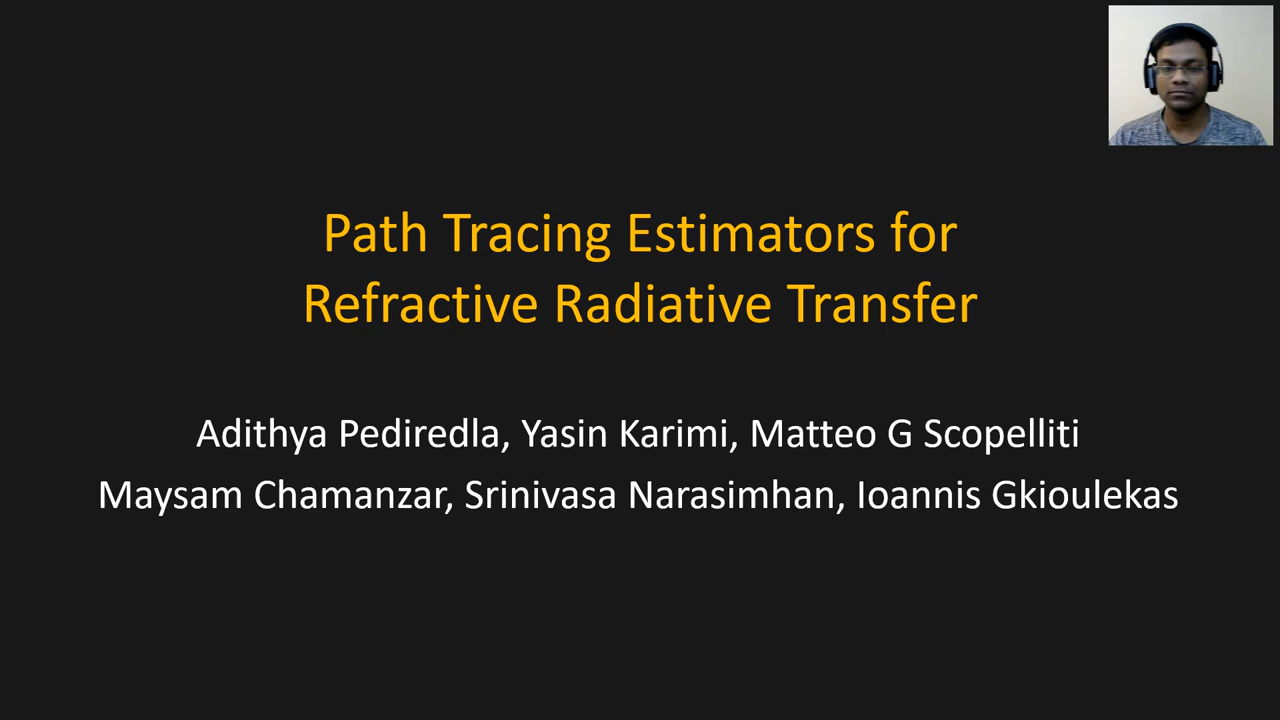 Path Tracing Estimators for
Refractive Radiative Transfer
Adithya Pediredla, Yasin Karimi, Matteo G Scopelliti
Maysam Chamanzar, Srinivasa Narasimhan, Ioannis Gkioulekas